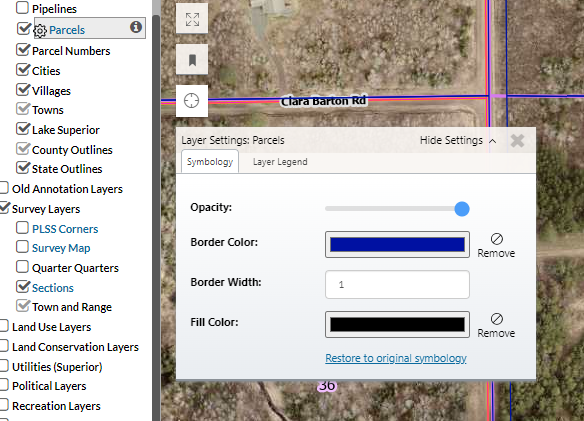 Pipelines
Parcels
Parcel Numbers
Cities
Villages
Towns
Lake Superior
County Outlines
State Outlines
Old Annotation Layers
Survey Layers
PLSS Corners
Survey Map
Quarter Quarters
Sections
Town and Range
Land Use Layers
Land Conservation Layers
Utilities (Superior)
Political Layers
Recreation Layers
Clara Barton Rd
Layer Settings: Parcels
Hide Settings
Symbology
Layer Legend
Opacity:
Border Color:
Remove
Border Width:
1
Fill Color:
Remove
Restore to original symbology
36